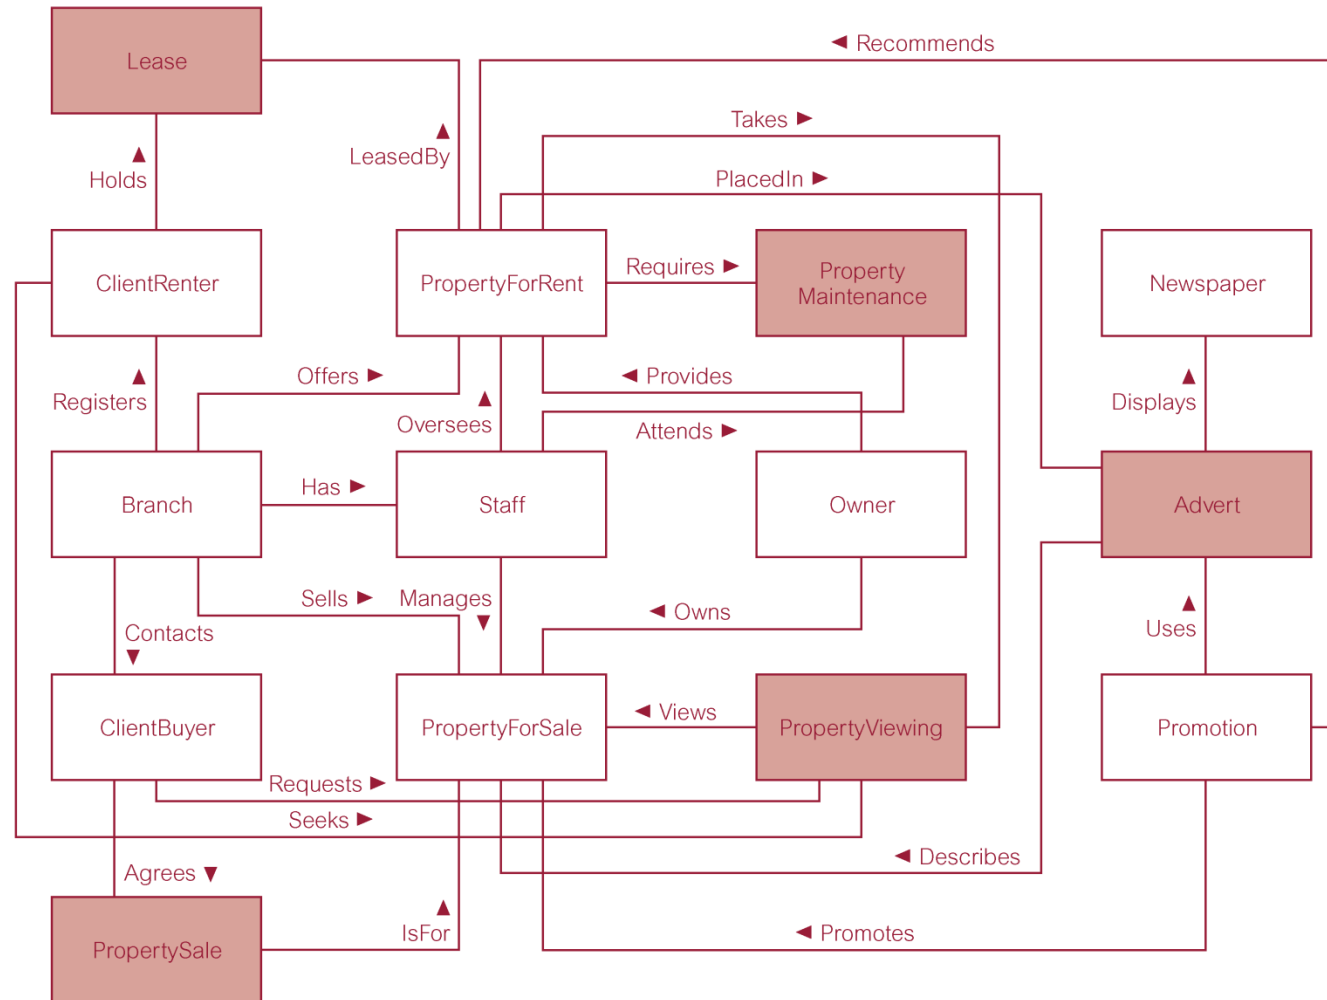 Recommends
Lease
Takes
LeasedBy
Holds
PlacedIn
ClientRenter
PropertyForRent
Requires
Property
Maintenance
Newspaper
Offers
Provides
Registers
Oversees
Attends
Displays
Branch
Has
Staff
Owner
Advert
Sells
Manages
Owns
Contacts
Uses
ClientBuyer
PropertyForSale
Views
PropertyViewing
Promotion
Requests
Seeks
Describes
Agrees
IsFor
Promotes
PropertySale